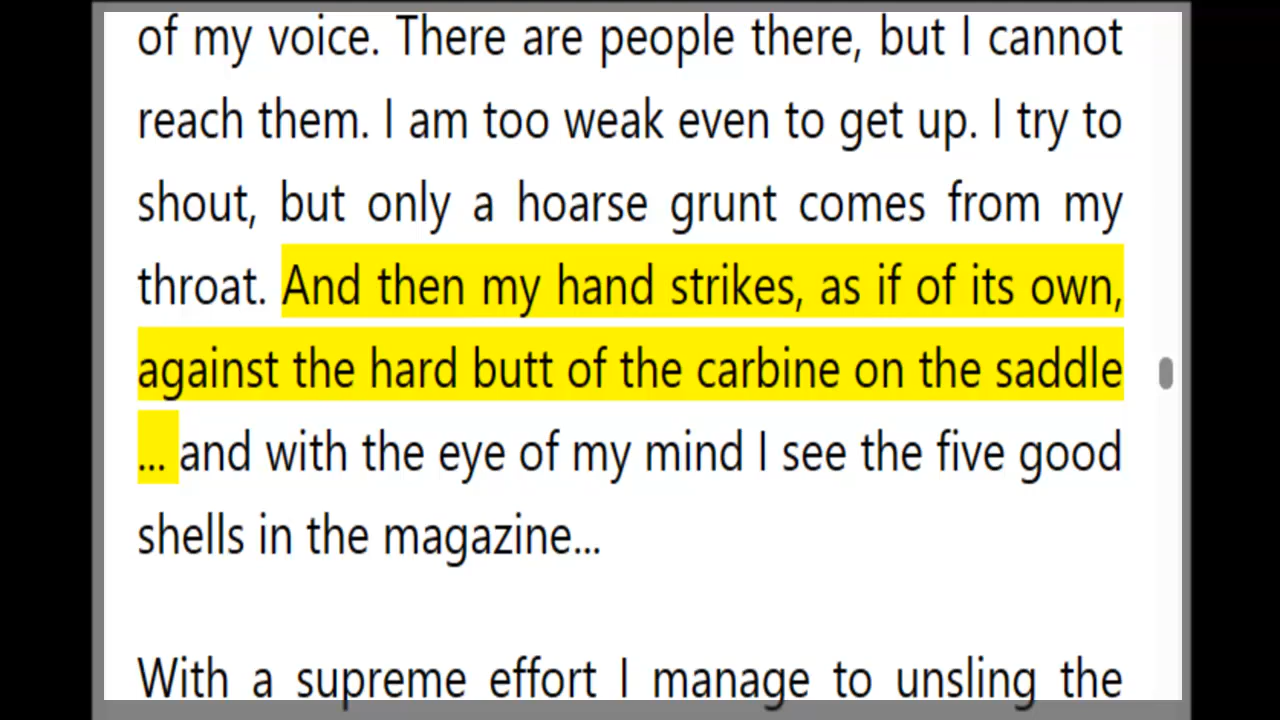 of my voice. There are people there, but I cannot
reach them. I am too weak even to get up. I try to
shout, but only a hoarse grunt comes from my
throat. And then my hand strikes, as if of its own,
against the hard butt of the carbine on the saddle
... and with the eye of my mind I see the five good
shells in the magazine...
With a supreme effort I manage to unsling the